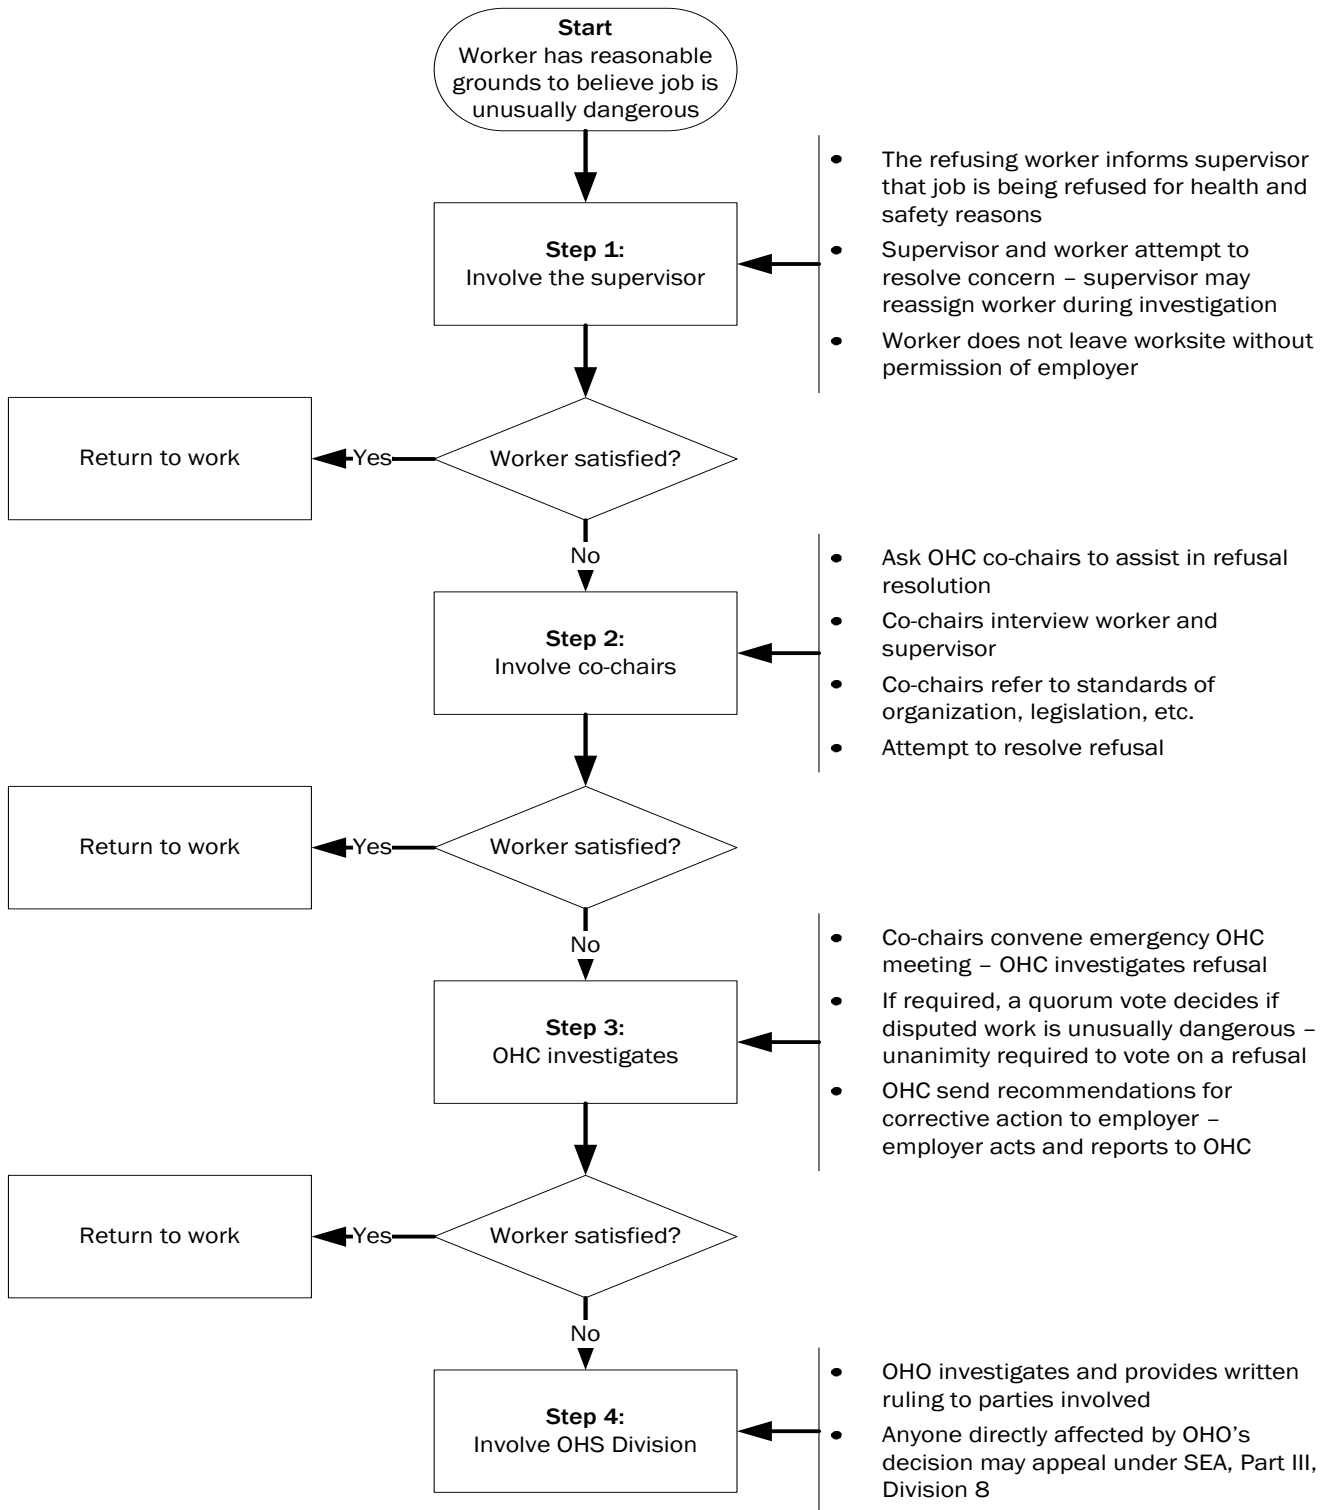 Start
Worker has reasonable
grounds to believe job is
unusually dangerous
• The refusing worker informs supervisor
that job is being refused for health and
safety reasons
• Supervisor and worker attempt to
resolve concern – supervisor may
reassign worker during investigation
• Worker does not leave worksite without
permission of employer
Step 1:
Involve the supervisor
Return to work
Yes
Worker satisfied?
No
• Ask OHC co-chairs to assist in refusal
resolution
• Co-chairs interview worker and
supervisor
• Co-chairs refer to standards of
organization, legislation, etc.
• Attempt to resolve refusal
Step 2:
Involve co-chairs
Return to work
Yes
Worker satisfied?
No
• Co-chairs convene emergency OHC
meeting – OHC investigates refusal
• If required, a quorum vote decides if
disputed work is unusually dangerous –
unanimity required to vote on a refusal
• OHC send recommendations for
corrective action to employer –
employer acts and reports to OHC
Step 3:
OHC investigates
Return to work
Yes
Worker satisfied?
No
• OHO investigates and provides written
ruling to parties involved
• Anyone directly affected by OHO’s
decision may appeal under SEA, Part III,
Division 8
Step 4:
Involve OHS Division